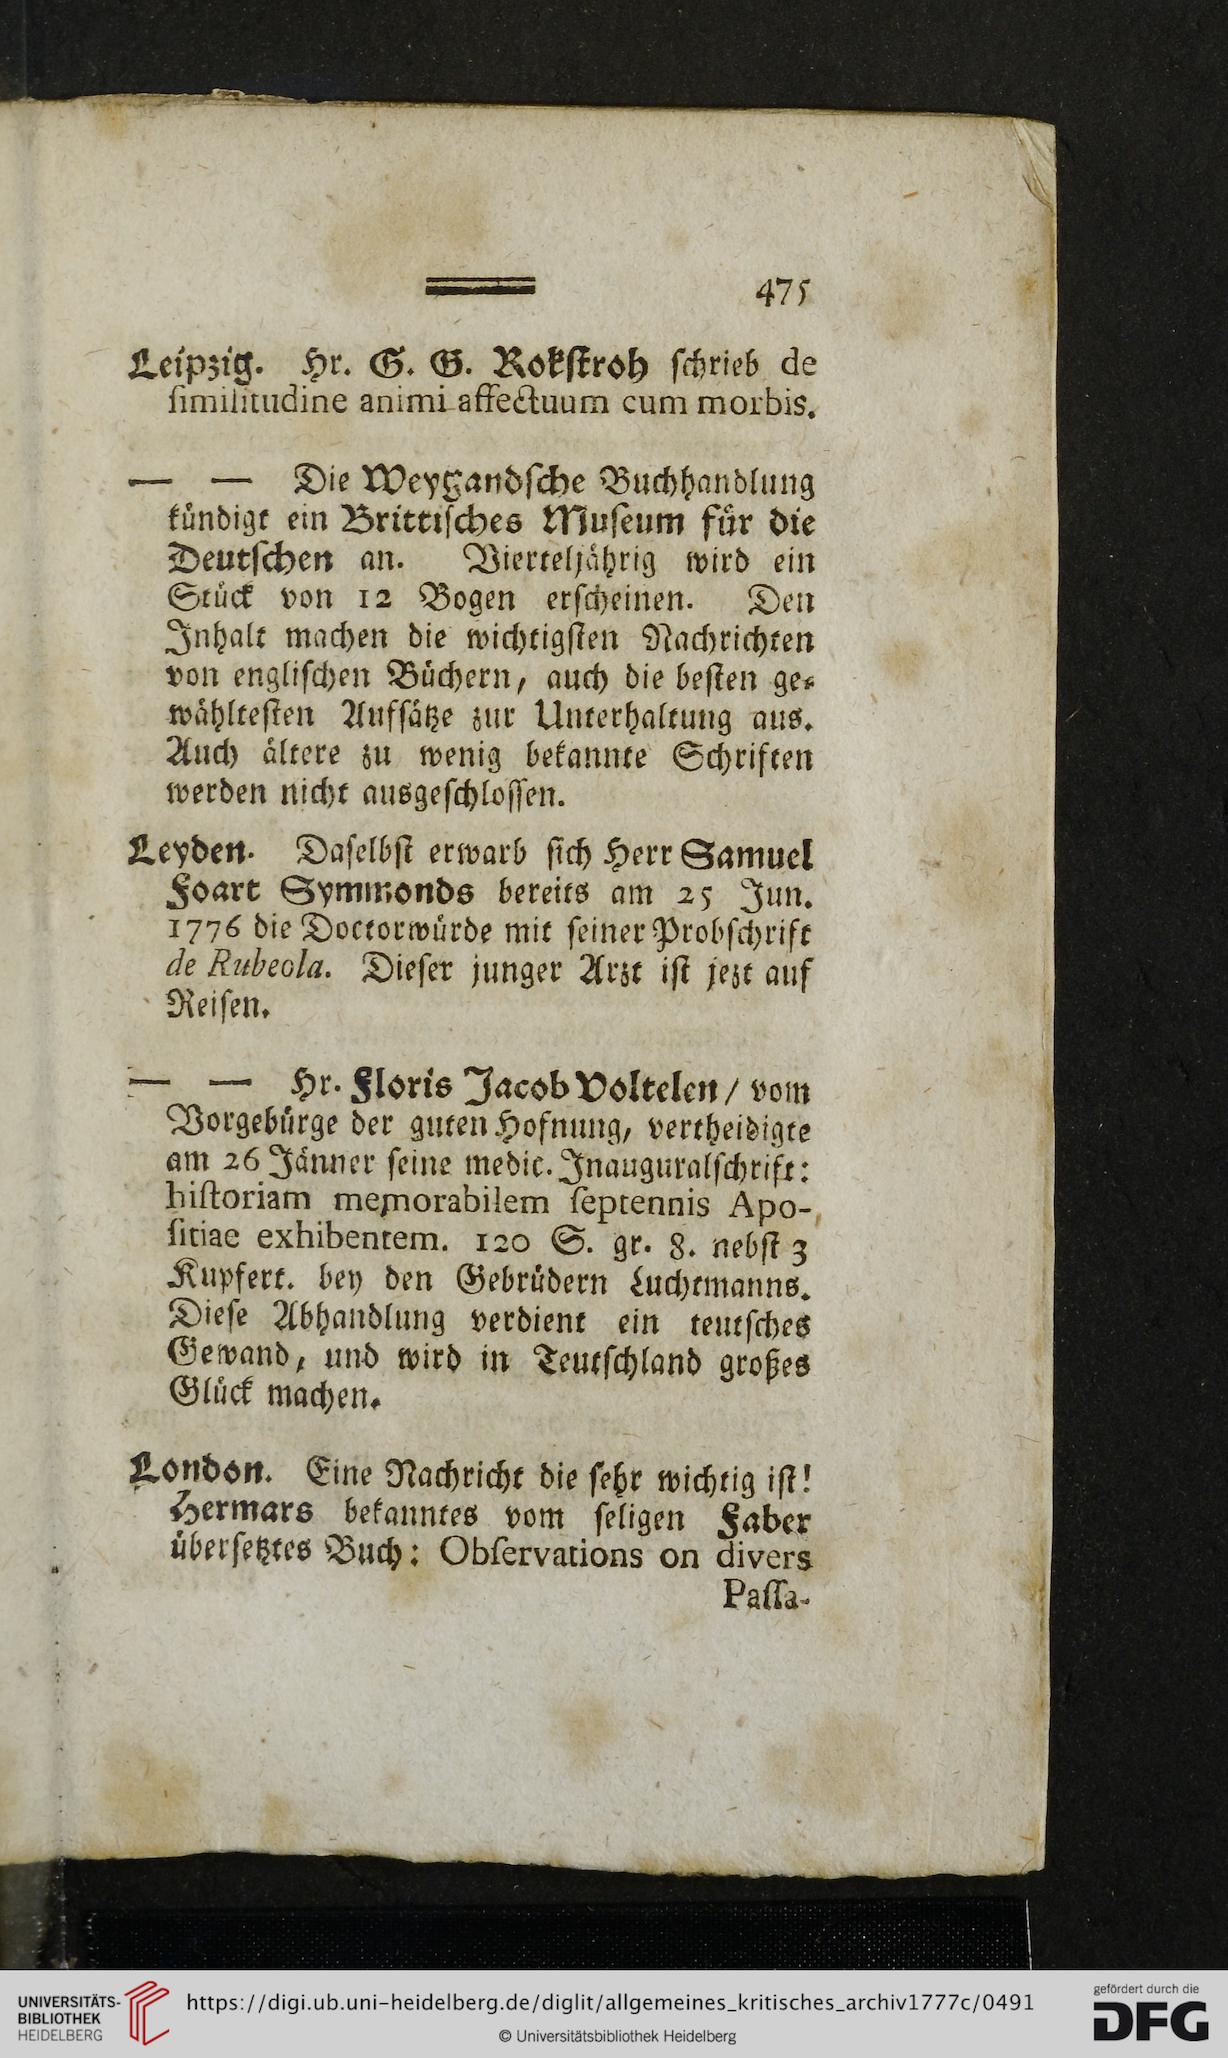 475
Leipzig. Hr. G. G. Rokstroh schrieb de
similitudine animi affectuum cum morbis.
— — Die Weygandsche Buchhandlung
kündigt ein Brittisches Museum für die
Deutschen an. Vierteljährig wird ein
Stück von 12 Bogen erscheinen. Den
Inhalt machen die wichtigsten Nachrichten
von englischen Büchern, auch die besten ge-
wähltesten Aufsätze zur Unterhaltung aus.
Auch ältere zu wenig bekannte Schriften
werden nicht ausgeschlossen.
Leyden. Daselbst erwarb sich Herr Samuel
Foart Symmonds bereits am 25 Jun.
1776 die Doctorwürde mit seiner Probschrift
de Rubeola. Dieser junger Arzt ist jezt auf
Reisen.
— — Hr. Floris Jacob Voltelen/ vom
Vorgebürge der guten Hofnung, vertheidigte
am 26 Jänner seine medic. Inauguralschrift:
historiam memorabilem septennis Apo-
sitiae exhibentem. 120 S. gr. 8. nebst 3
Kupfert. bey den Gebrüdern Luchtmanns.
Diese Abhandlung verdient ein teutsches
Gewand, und wird in Teutschland großes
Glück machen.
London. Eine Nachricht die sehr wichtig ist!
Hermars bekanntes vom seligen Faber
übersetztes Buch: Observations on divers
Passa-
UNIVERSITÄTS-
BIBLIOTHEK
HEIDELBERG
https://digi.ub.uni-heidelberg.de/diglit/allgemeines_kritisches_archiv1777c/0491
© Universitätsbibliothek Heidelberg
gefördert durch die
DFG